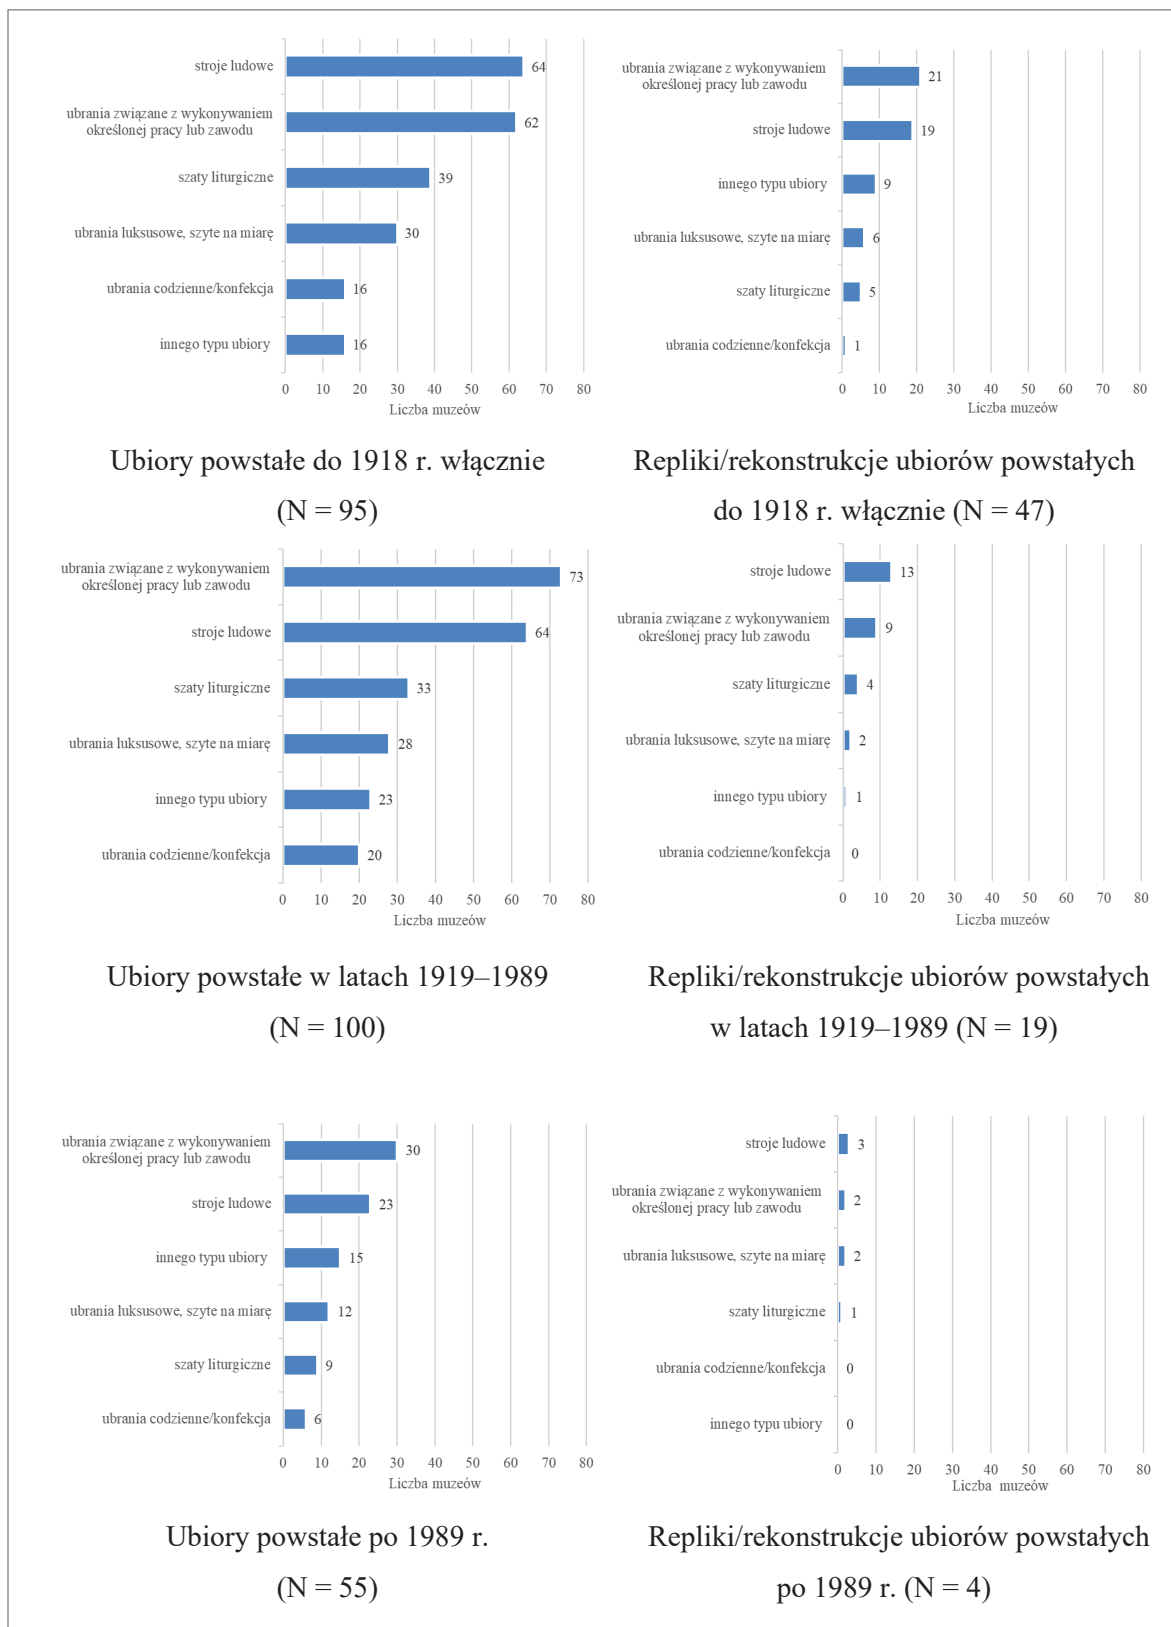 stroje ludowe
64
ubrania związane z wykonywaniem
określonej pracy lub zawodu
62
szaty liturgiczne
39
ubrania luksusowe, szyte na miarę
30
ubrania codzienne/konfekcja
16
innego typu ubiory
16
0 10 20 30 40 50 60 70 80
Liczba muzeów
Ubiory powstałe do 1918 r. włącznie
(N = 95)
ubrania związane z wykonywaniem
określonej pracy lub zawodu
21
stroje ludowe
19
innego typu ubiory
9
ubrania luksusowe, szyte na miarę
6
szaty liturgiczne
5
ubrania codzienne/konfekcja
1
0 10 20 30 40 50 60 70 80
Liczba muzeów
Repliki/rekonstrukcje ubiorów powstałych
do 1918 r. włącznie (N = 47)
ubrania związane z wykonywaniem
określonej pracy lub zawodu
73
stroje ludowe
64
szaty liturgiczne
33
ubrania luksusowe, szyte na miarę
28
innego typu ubiory
23
ubrania codzienne/konfekcja
20
0 10 20 30 40 50 60 70 80
Liczba muzeów
Ubiory powstałe w latach 1919–1989
(N = 100)
stroje ludowe
13
ubrania związane z wykonywaniem
określonej pracy lub zawodu
9
szaty liturgiczne
4
ubrania luksusowe, szyte na miarę
2
innego typu ubiory
1
ubrania codzienne/konfekcja
0
0 10 20 30 40 50 60 70 80
Liczba muzeów
Repliki/rekonstrukcje ubiorów powstałych
w latach 1919–1989 (N = 19)
ubrania związane z wykonywaniem
określonej pracy lub zawodu
30
stroje ludowe
23
innego typu ubiory
15
ubrania luksusowe, szyte na miarę
12
szaty liturgiczne
9
ubrania codzienne/konfekcja
6
0 10 20 30 40 50 60 70 80
Liczba muzeów
Ubiory powstałe po 1989 r.
(N = 55)
stroje ludowe
3
ubrania związane z wykonywaniem
określonej pracy lub zawodu
2
ubrania luksusowe, szyte na miarę
2
szaty liturgiczne
1
ubrania codzienne/konfekcja
0
innego typu ubiory
0
0 10 20 30 40 50 60 70 80
Liczba muzeów
Repliki/rekonstrukcje ubiorów powstałych
po 1989 r. (N = 4)